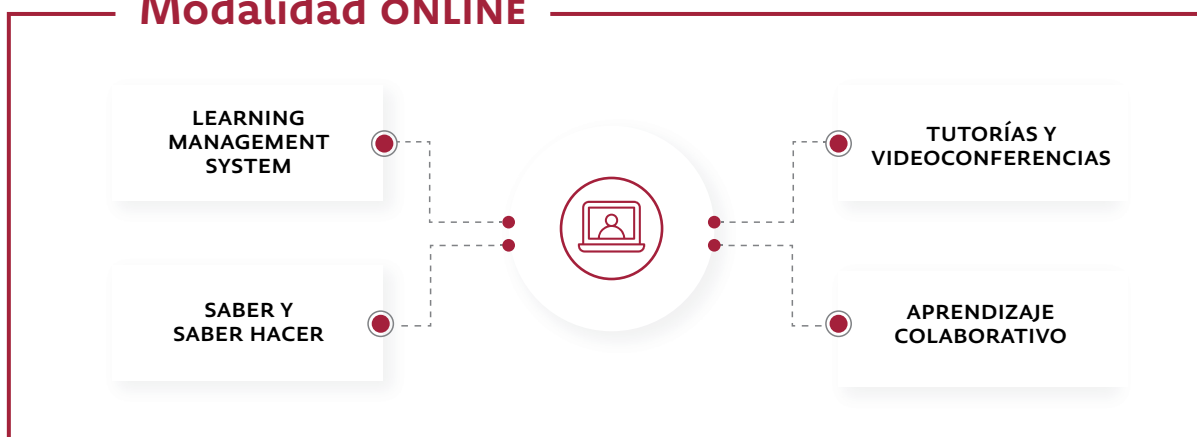 Modalidad ONLINE
LEARNING
MANAGEMENT
SYSTEM
TUTORÍAS Y
VIDEOCONFERENCIAS
SABER Y
SABER HACER
APRENDIZAJE
COLABORATIVO